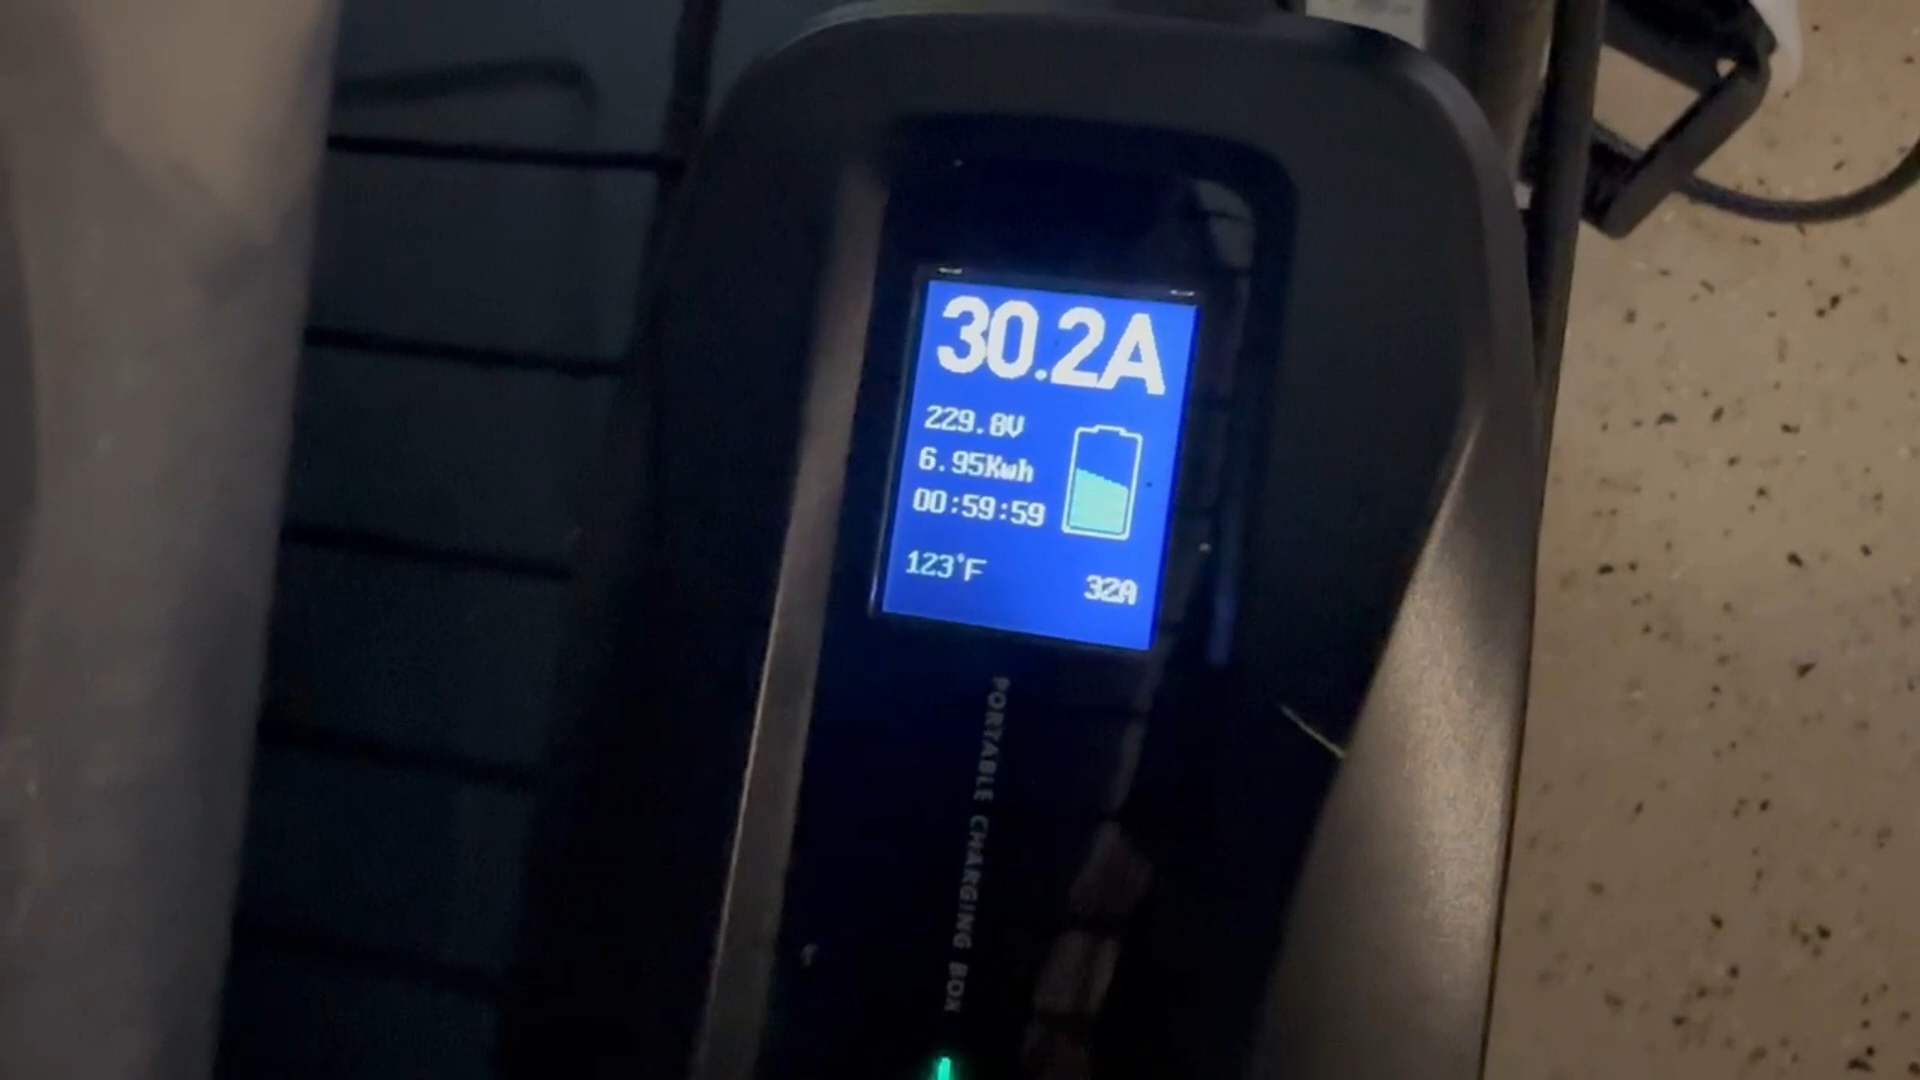 30.2A
229.8V
6.95Kwh
00:59:59
123°F
32A
PORTABLE CHARGING BOX